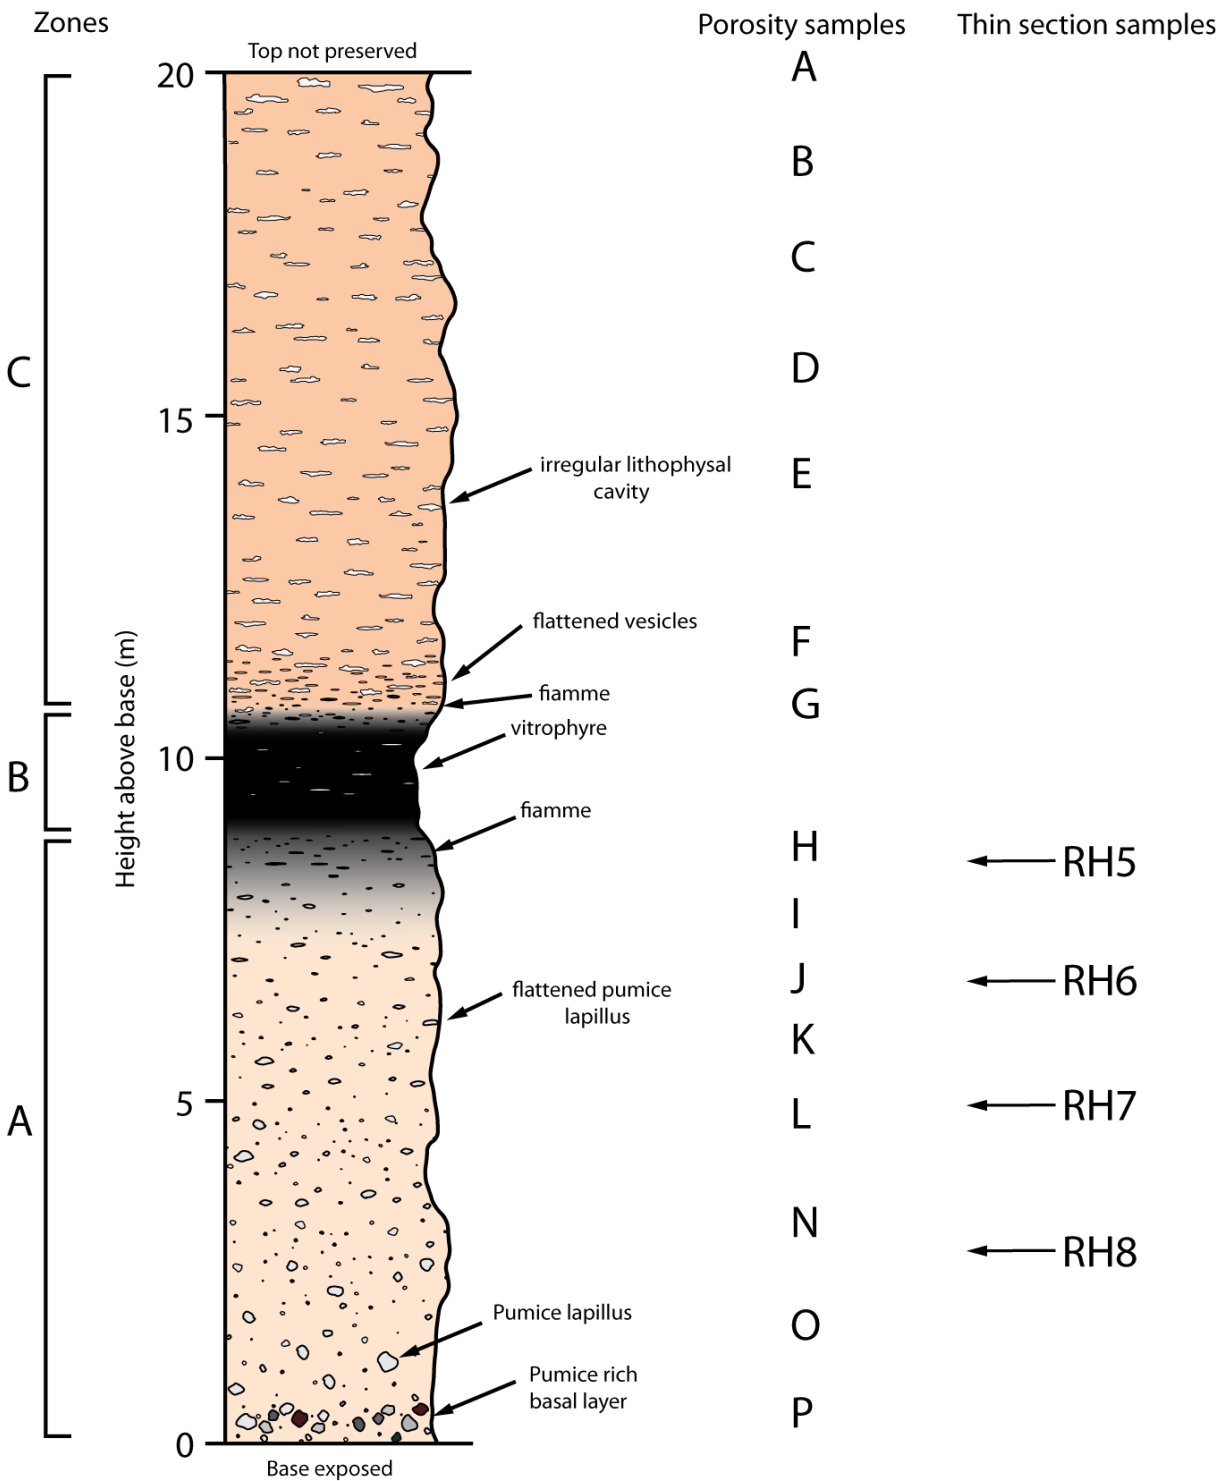 Zones
Porosity samples
Thin section samples
Top not preserved
A
20
B
C
D
C
15
irregular lithophysal
cavity
E
flattened vesicles
F
Height above base (m)
fiamme
G
vitrophyre
10
B
fiamme
H
RH5
I
J
RH6
flattened pumice
lapillus
K
5
L
RH7
A
N
RH8
Pumice lapillus
O
Pumice rich
basal layer
P
0
Base exposed